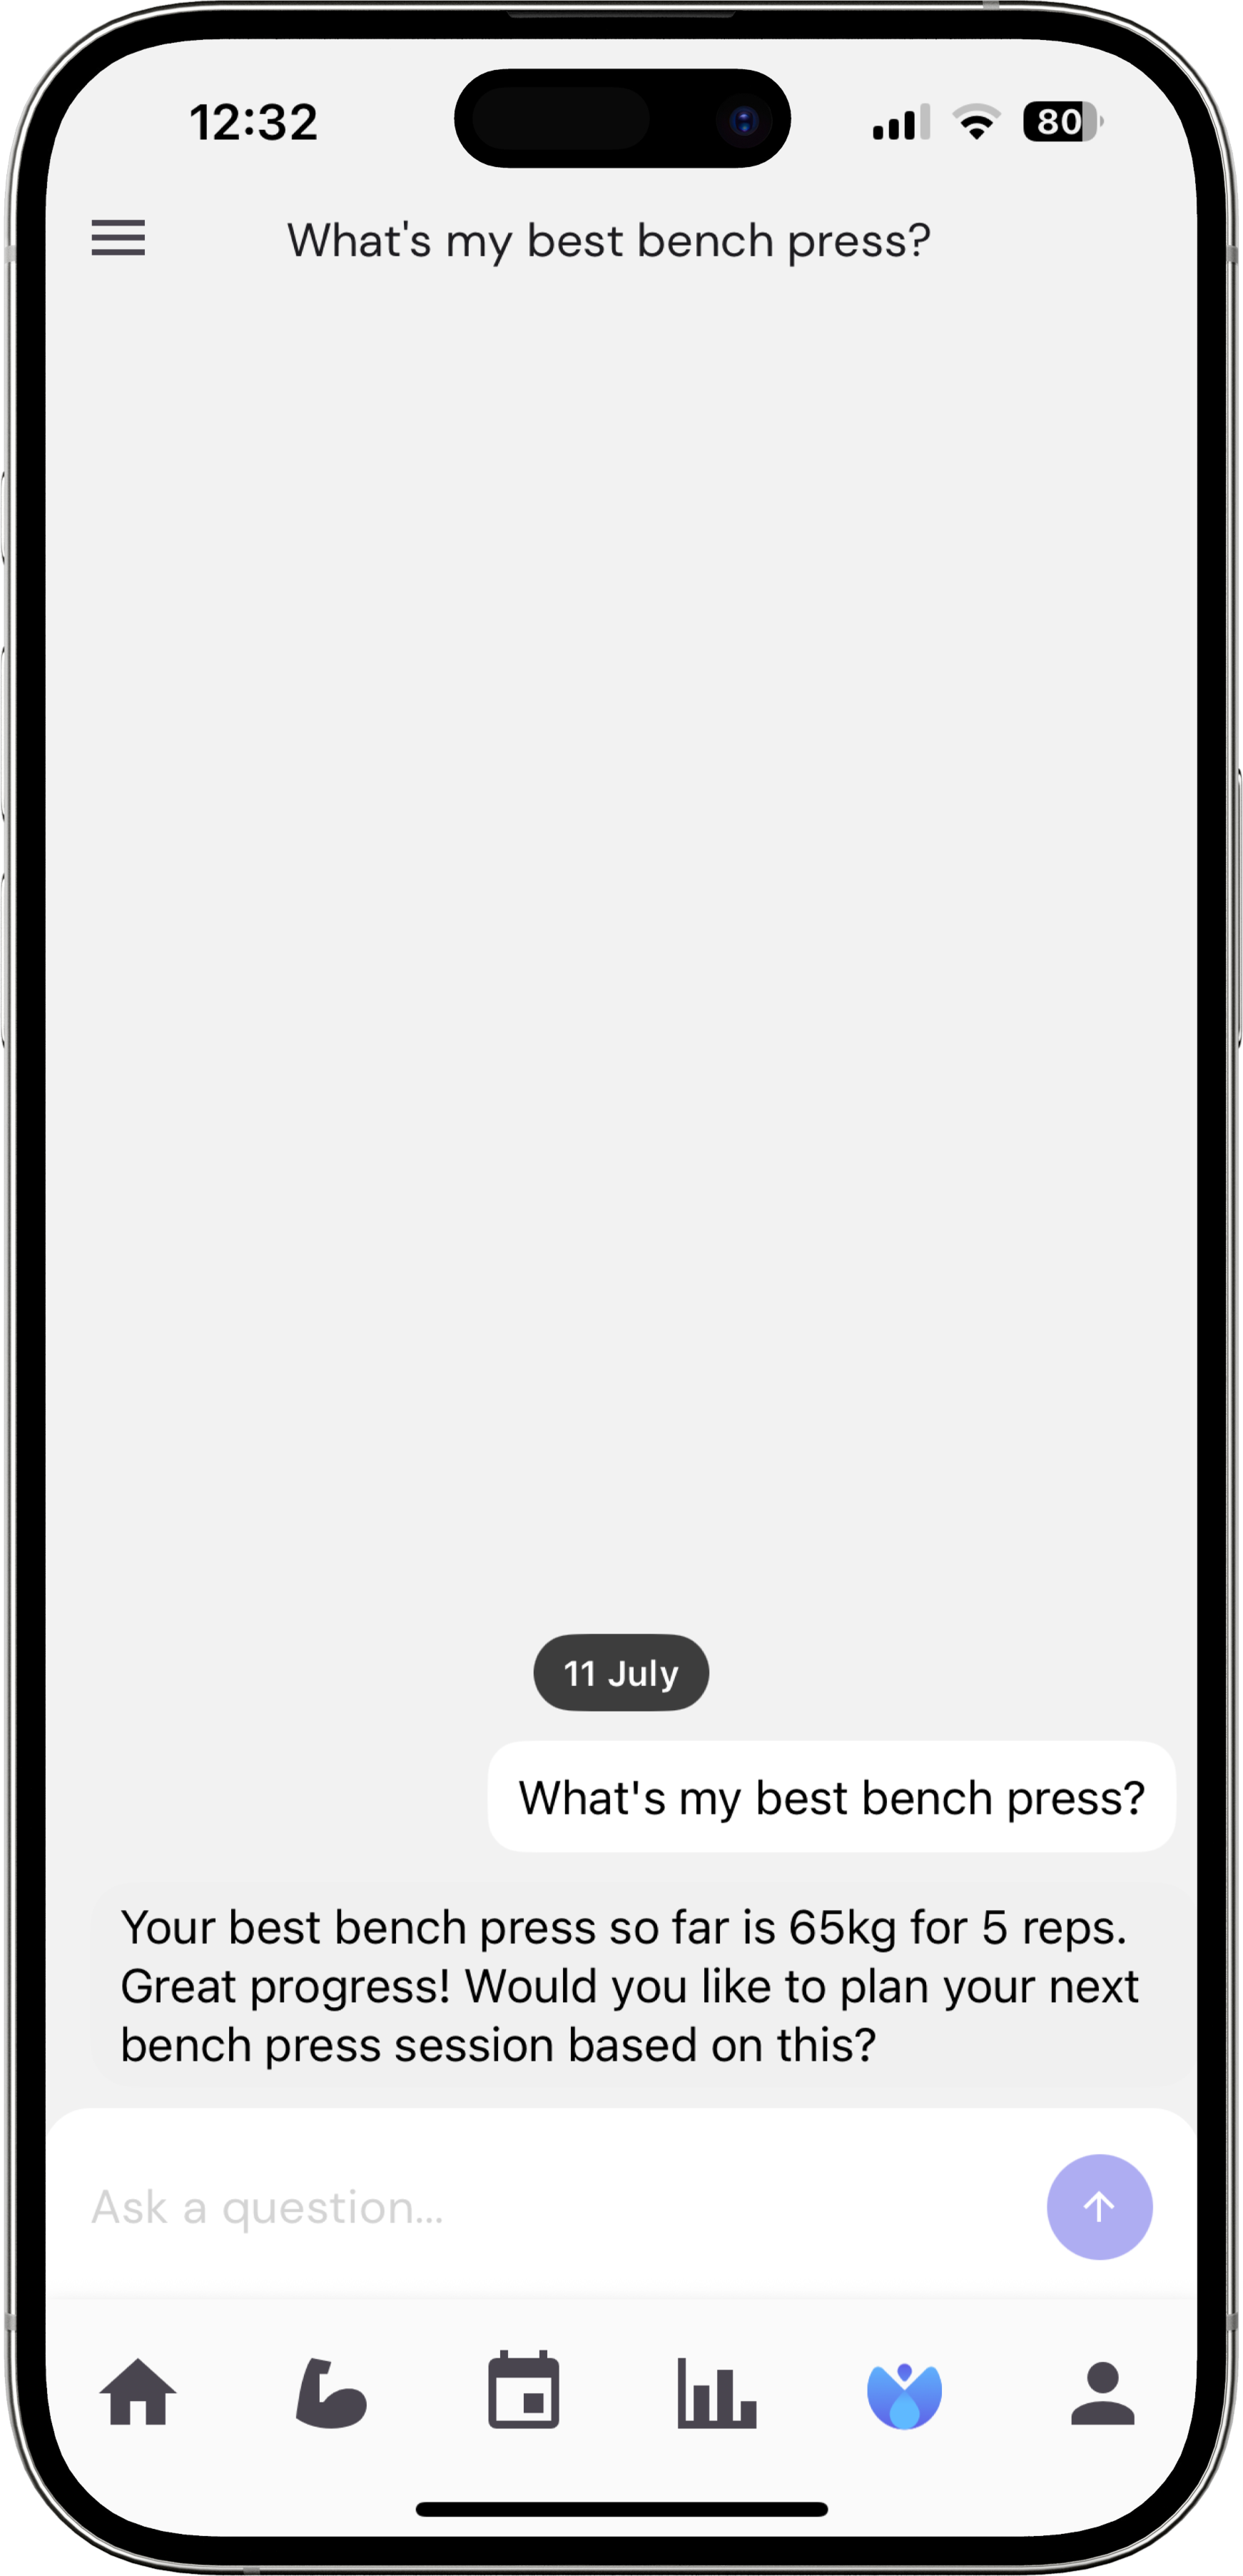 12:32
80
What's my best bench press?
11 July
What's my best bench press?
Your best bench press so far is 65kg for 5 reps.
Great progress! Would you like to plan your next
bench press session based on this?
Ask a question...